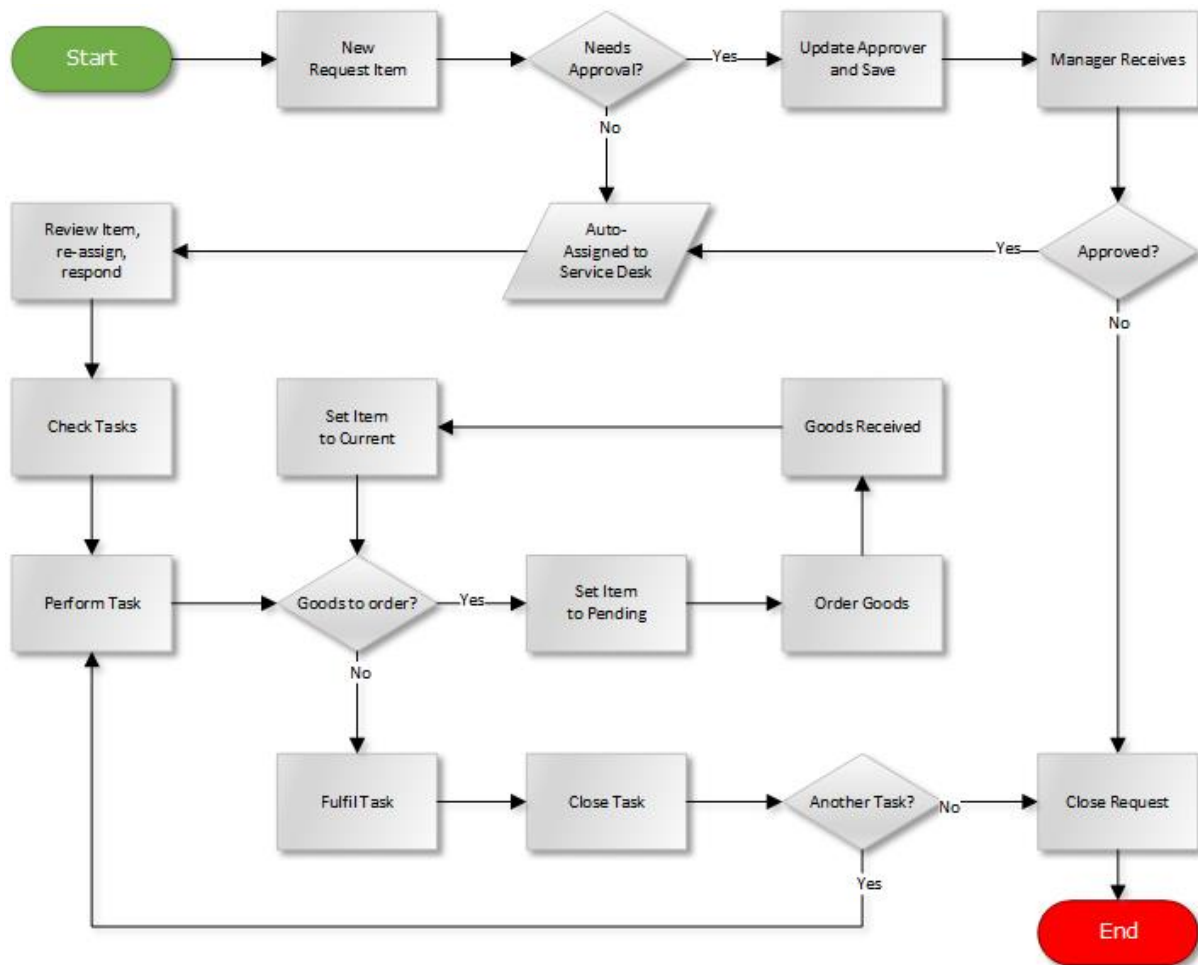 Start
New
Request Item
Needs
Approval?
Yes
Update Approver
and Save
Manager Receives
No
Review Item,
re-assign,
respond
Auto-
Assigned to
Service Desk
Yes
Approved?
No
Check Tasks
Set Item
to Current
Goods Received
Perform Task
Goods to order?
Yes
Set Item
to Pending
Order Goods
No
Fulfil Task
Close Task
Another Task?
No
Close Request
Yes
End